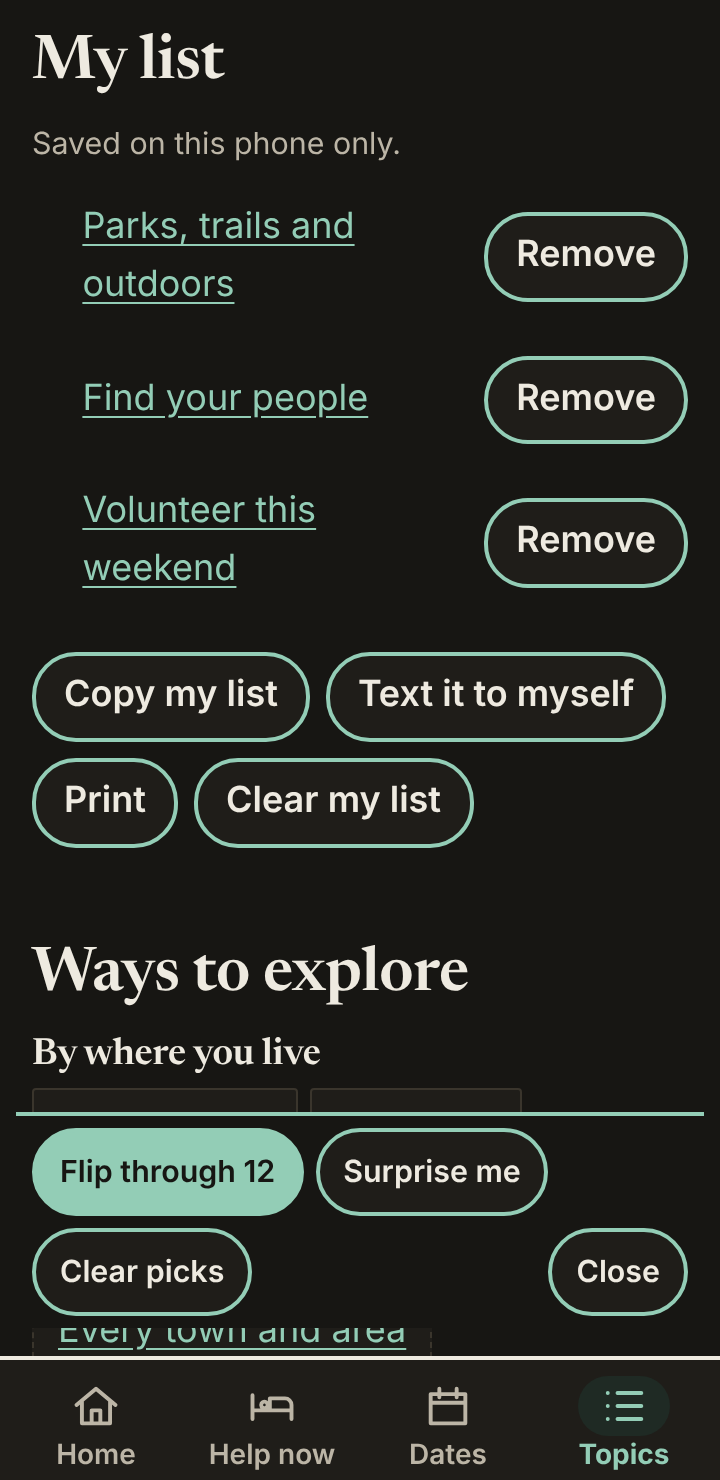 My list
Saved on this phone only.
Parks, trails and
outdoors
Remove
Find your people
Remove
Volunteer this
weekend
Remove
Copy my list
Text it to myself
Print
Clear my list
Ways to explore
By where you live
Flip through 12
Surprise me
Clear picks
Close
Every town and area
Home
Help now
Dates
Topics